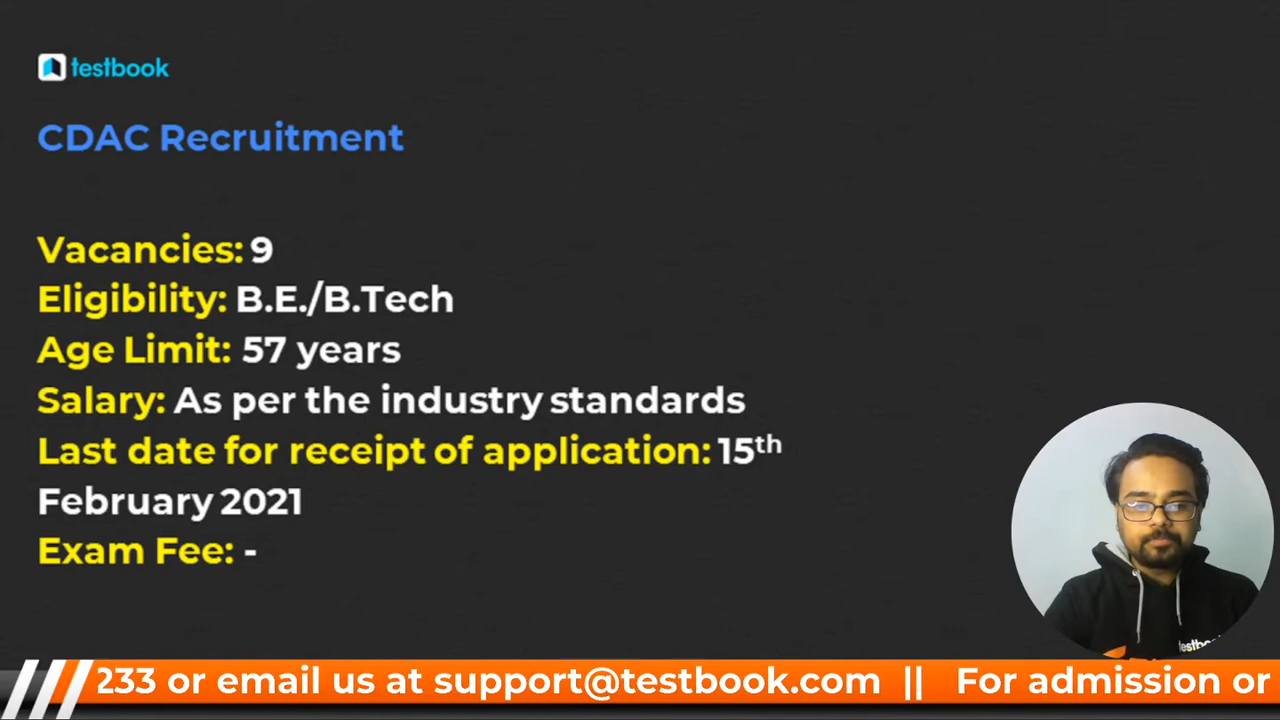 testbook
CDAC Recruitment
Vacancies: 9
Eligibility: B.E./B.Tech
Age Limit: 57 years
Salary: As per the industry standards
Last date for receipt of application: 15th
February 2021
Exam Fee: -
233 or email us at support@testbook.com || For admission or